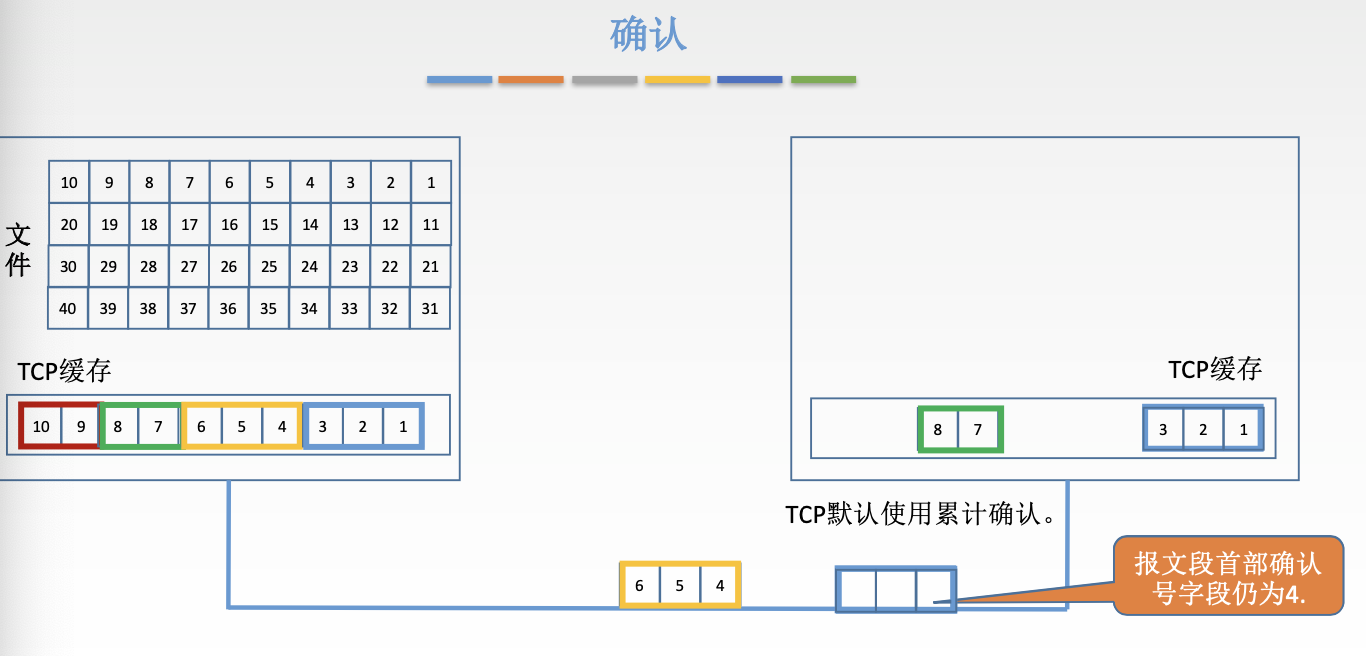 确认
文件
10 9 8 7 6 5 4 3 2 1
20 19 18 17 16 15 14 13 12 11
30 29 28 27 26 25 24 23 22 21
40 39 38 37 36 35 34 33 32 31
TCP缓存
10 9 8 7 6 5 4 3 2 1
TCP缓存
8 7 3 2 1
TCP默认使用累计确认。
6 5 4
报文段首部确认
号字段仍为4.